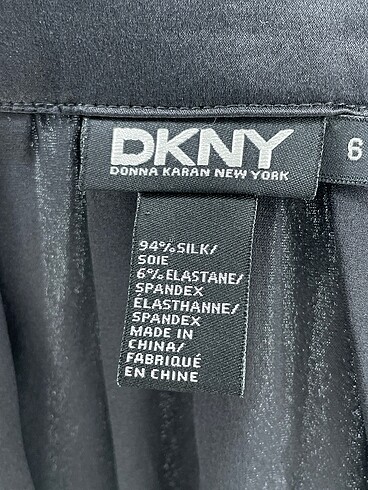 DKNY
DONNA KARAN NEW YORK
6
94% SILK/
SOIE
6% ELASTANE/
SPANDEX
ÉLASTHANNE/
SPANDEX
MADE IN
CHINA/
FABRIQUÉ
EN CHINE